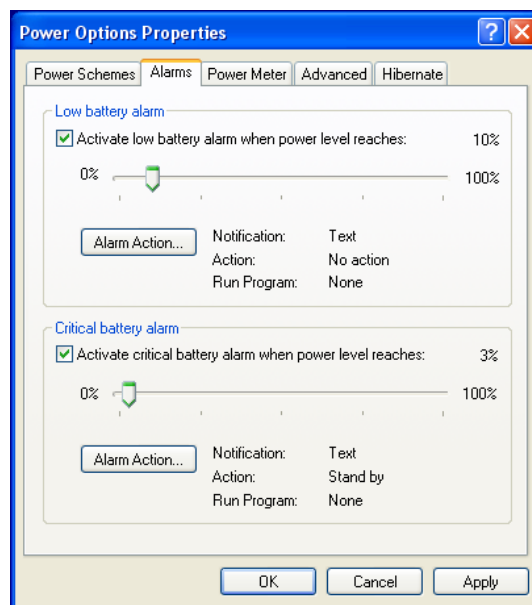 Power Options Properties
Power Schemes Alarms Power Meter Advanced Hibernate
Low battery alarm
Activate low battery alarm when power level reaches: 10%
0% 100%
Alarm Action... Notification: Text
Action: No action
Run Program: None
Critical battery alarm
Activate critical battery alarm when power level reaches: 3%
0% 100%
Alarm Action... Notification: Text
Action: Stand by
Run Program: None
OK Cancel Apply